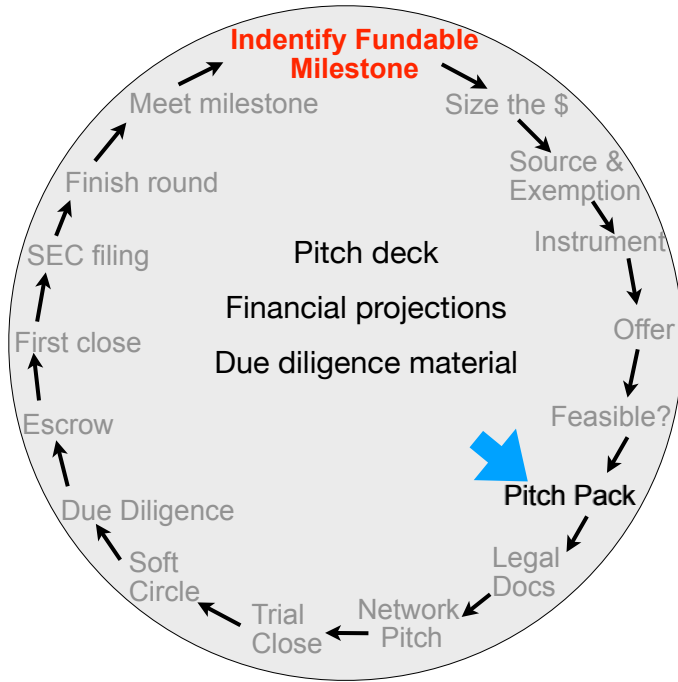 Indentify Fundable
Milestone
Size the $
Source &
Exemption
Instrument
Offer
Feasible?
Pitch Pack
Legal
Docs
Network
Pitch
Trial
Close
Soft
Circle
Due Diligence
Escrow
First close
SEC filing
Finish round
Meet milestone
Pitch deck
Financial projections
Due diligence material